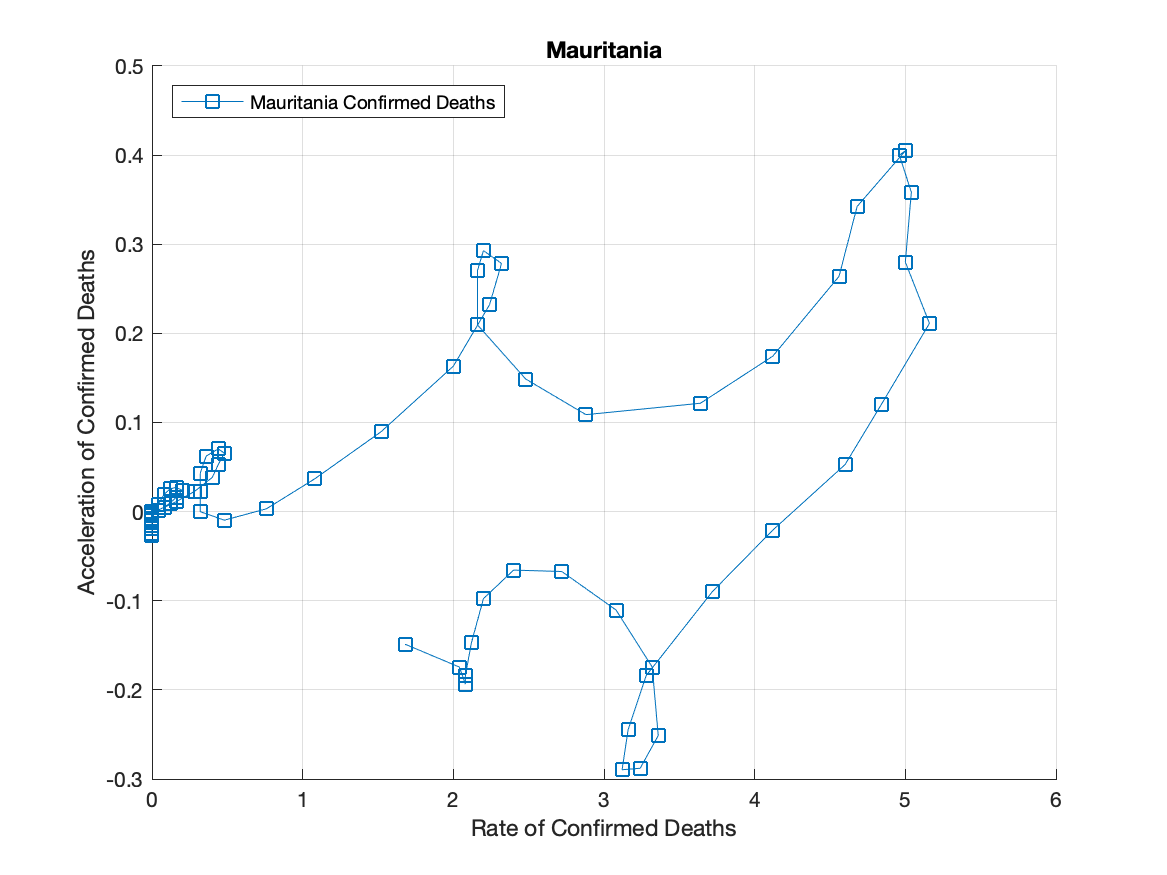 Mauritania
Mauritania Confirmed Deaths
Acceleration of Confirmed Deaths
0.5
0.4
0.3
0.2
0.1
0
-0.1
-0.2
-0.3
0 1 2 3 4 5 6
Rate of Confirmed Deaths